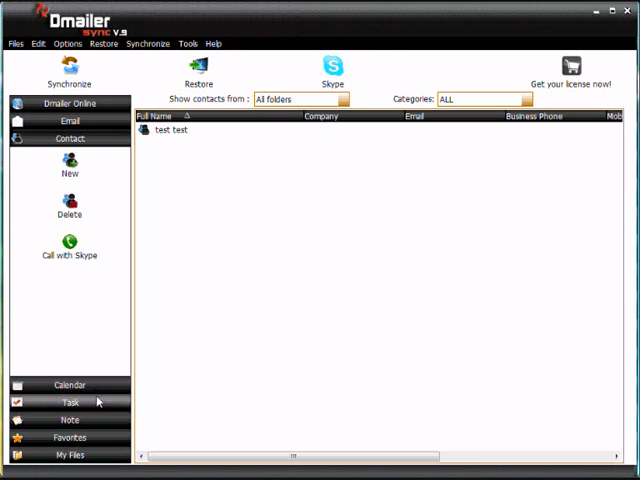 Dmailer
sync v.9
Files Edit Options Restore Synchronize Tools Help
Synchronize Restore Skype Get your license now!
Dmailer Online
Show contacts from : All folders Categories: ALL
Email
Contact
Full Name Company Email Business Phone Mob
test test
New
Delete
Call with Skype
Calendar
Task
Note
Favorites
My Files